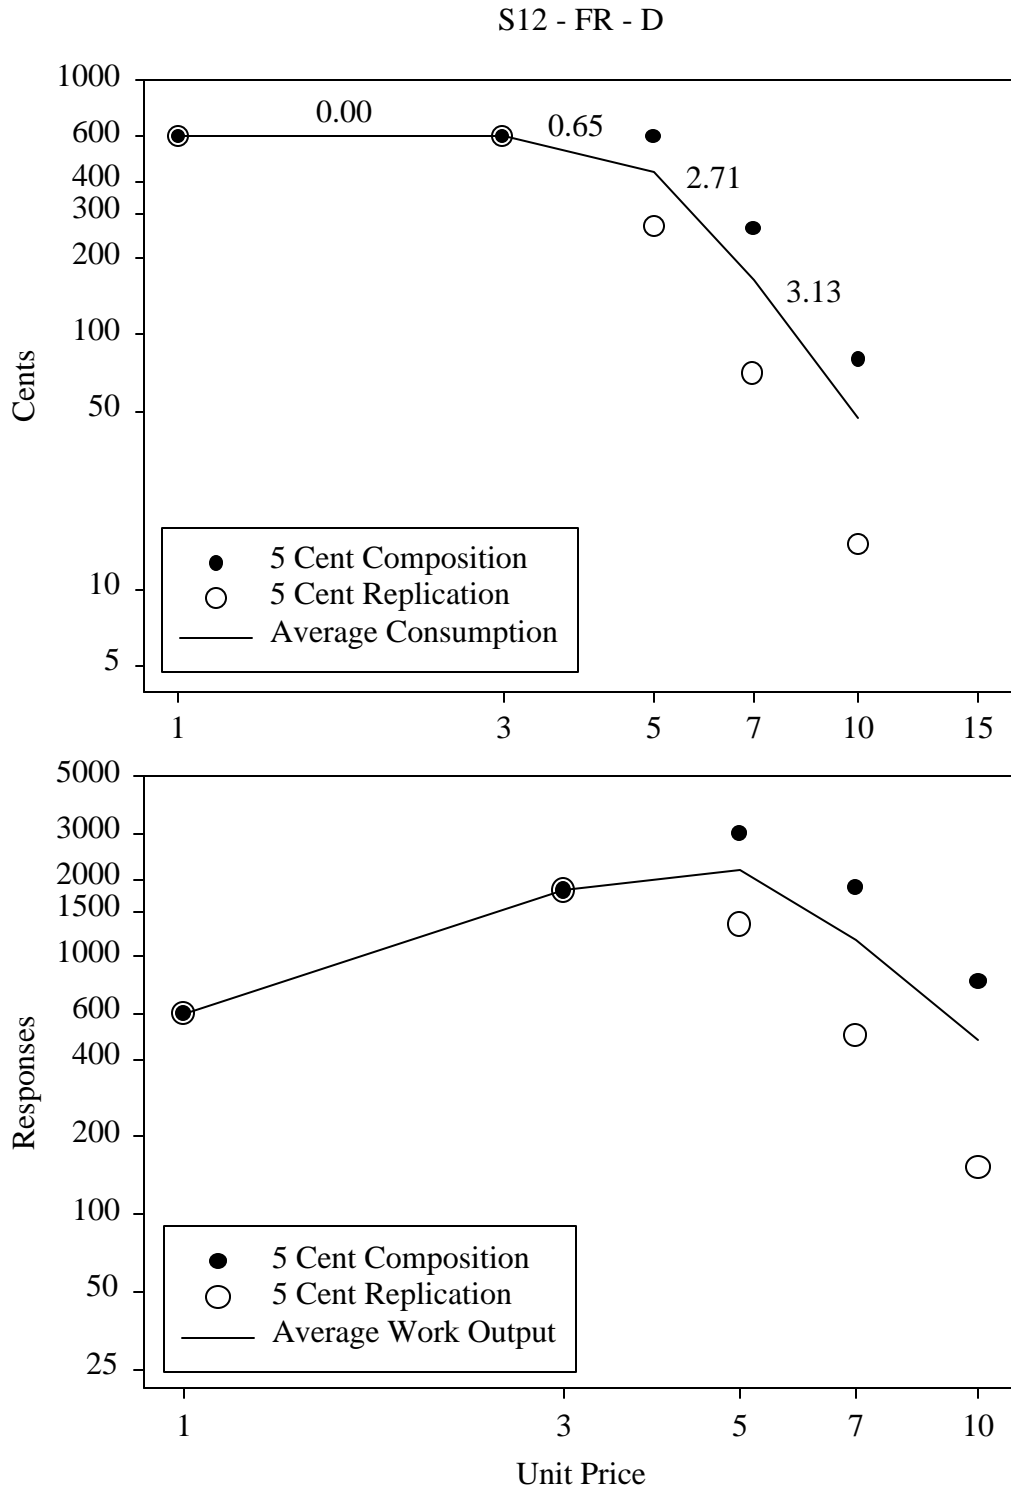 S12 - FR - D
1000
600
400
300
200
100
50
10
5
Cents
0.00
0.65
2.71
3.13
5 Cent Composition
5 Cent Replication
Average Consumption
1 3 5 7 10 15
5000
3000
2000
1500
1000
600
400
200
100
50
25
Responses
5 Cent Composition
5 Cent Replication
Average Work Output
1 3 5 7 10
Unit Price